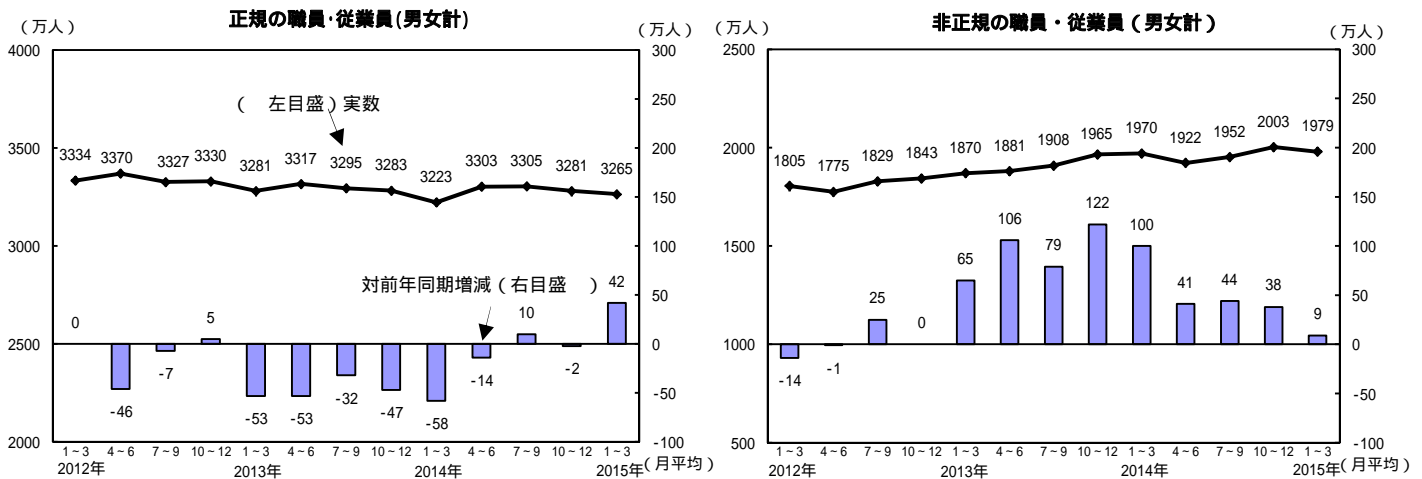 正規の職員･従業員(男女計)
（万人）
（万人）
4000
3500
3000
2500
2000
300
250
200
150
100
50
0
-50
-100
（　左目盛）実数
3334 3370 3327 3330 3281 3317 3295 3283 3223 3303 3305 3281 3265
対前年同期増減（右目盛　）
0 -46 -7 5 -53 -53 -32 -47 -58 -14 10 -2 42
1～3 4～6 7～9 10～12 1～3 4～6 7～9 10～12 1～3 4～6 7～9 10～12 1～3
2012年 2013年 2014年 2015年
（月平均）
非正規の職員・従業員（男女計）
（万人）
（万人）
2500
2000
1500
1000
500
300
250
200
150
100
50
0
-50
-100
1805 1775 1829 1843 1870 1881 1908 1965 1970 1922 1952 2003 1979
-14 -1 25 0 65 106 79 122 100 41 44 38 9
1～3 4～6 7～9 10～12 1～3 4～6 7～9 10～12 1～3 4～6 7～9 10～12 1～3
2012年 2013年 2014年 2015年
（月平均）